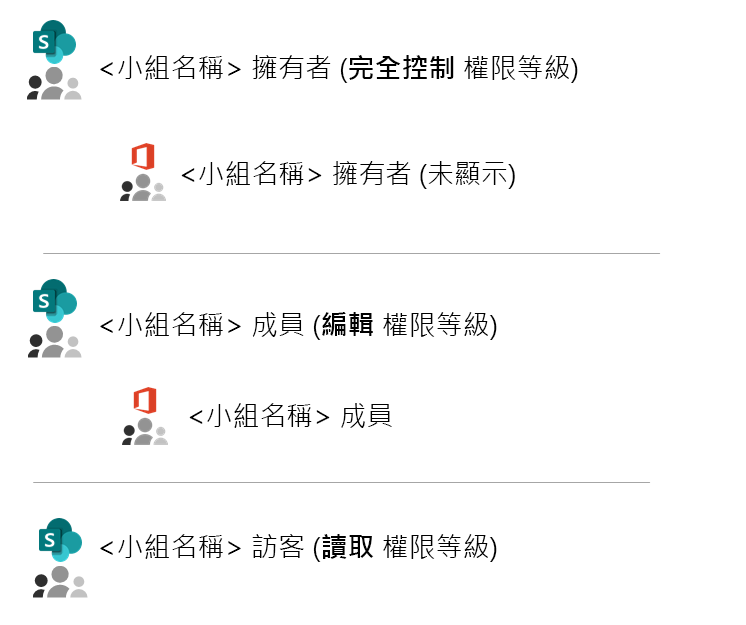 <小組名稱> 擁有者 (完全控制 權限等級)
<小組名稱> 擁有者 (未顯示)
<小組名稱> 成員 (編輯 權限等級)
<小組名稱> 成員
<小組名稱> 訪客 (讀取 權限等級)